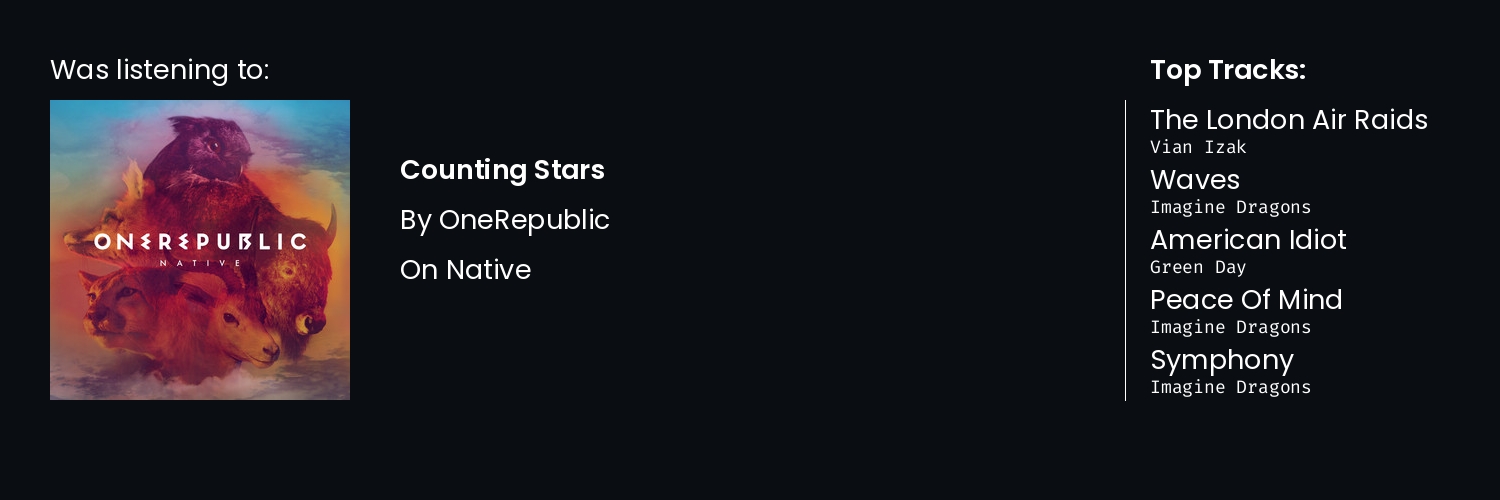 Was listening to:
ONEREPUBLIC
NATIVE
Counting Stars
By OneRepublic
On Native
Top Tracks:
The London Air Raids
Vian Izak
Waves
Imagine Dragons
American Idiot
Green Day
Peace Of Mind
Imagine Dragons
Symphony
Imagine Dragons